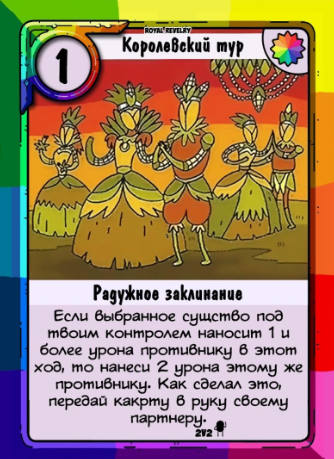 ROYAL REVELRY
1
Королевский тур
Радужное заклинание
Если выбранное сущство под
твоим контролем наносит 1 и
более урона противнику в этот
ход, то нанеси 2 урона этому же
противнику. Как сделал это,
передай какрту в руку своему
партнеру.
2V2